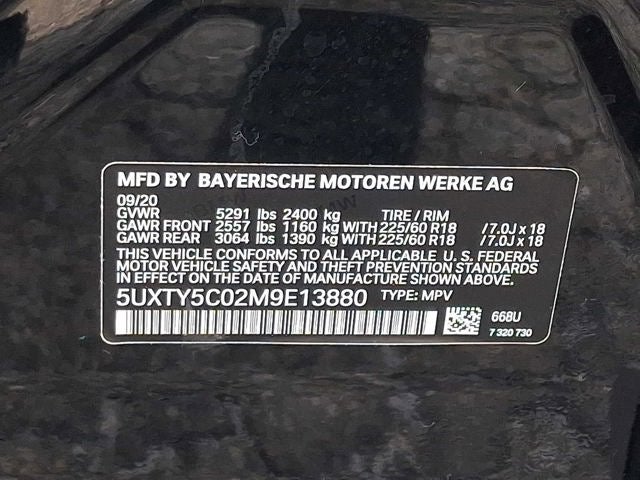 MFD BY BAYERISCHE MOTOREN WERKE AG
09/20
GVWR 5291 lbs 2400 kg TIRE / RIM
GAWR FRONT 2557 lbs 1160 kg WITH 225/60 R18 /7.0J x 18
GAWR REAR 3064 lbs 1390 kg WITH 225/60 R18 /7.0J x 18
THIS VEHICLE CONFORMS TO ALL APPLICABLE U. S. FEDERAL
MOTOR VEHICLE SAFETY, BUMPER, AND THEFT PREVENTION STANDARDS
IN EFFECT ON THE DATE OF MANUFACTURE SHOWN ABOVE.
5UXTY5C02M9E13880 TYPE: MPV
668U
7 320 730